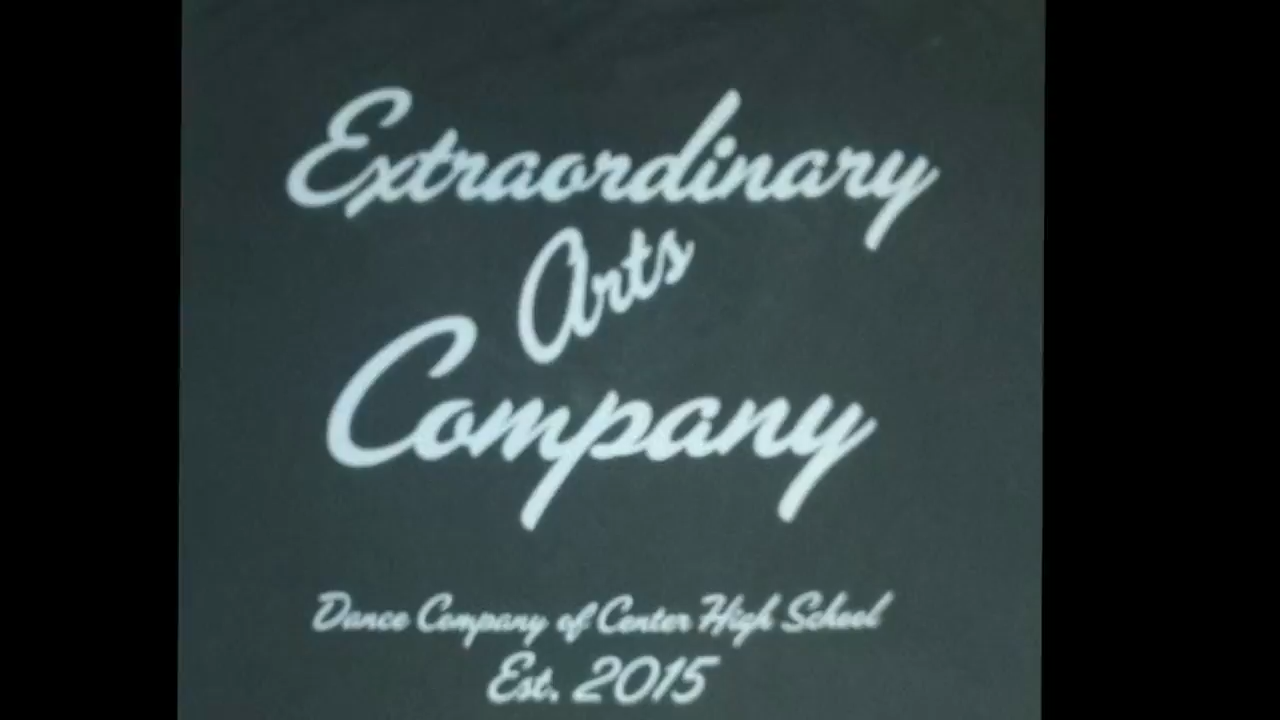 Extraordinary
Arts
Company
Dance Company of Center High School
Est. 2015